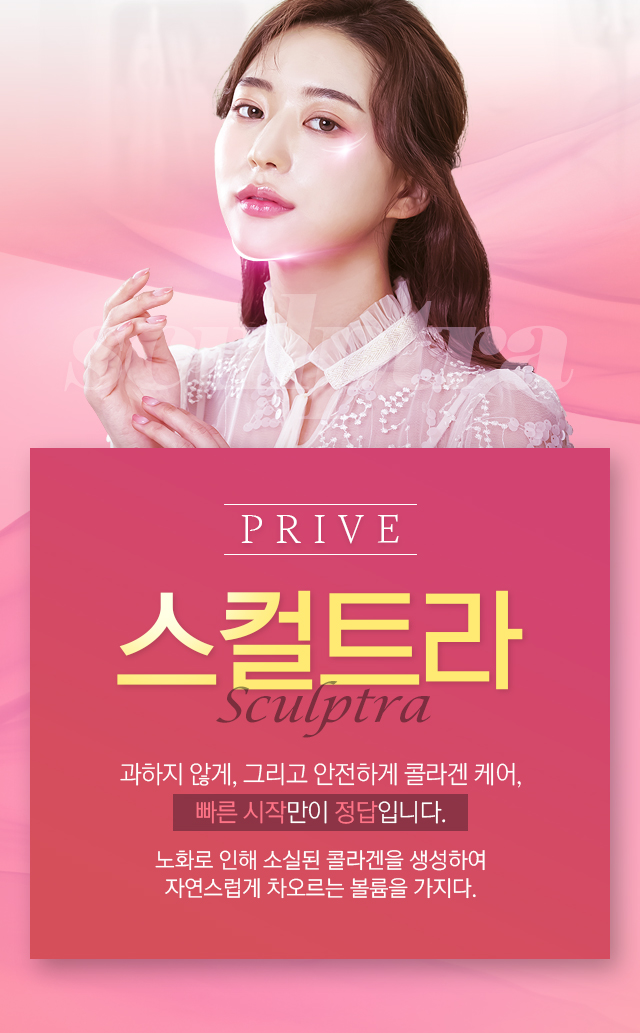 sculptra
PRIVE
스컬트라
Sculptra
과하지 않게, 그리고 안전하게 콜라겐 케어,
빠른 시작만이 정답입니다.
노화로 인해 소실된 콜라겐을 생성하여
자연스럽게 차오르는 볼륨을 가지다.